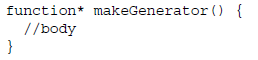 function* makeGenerator() {
  //body
}